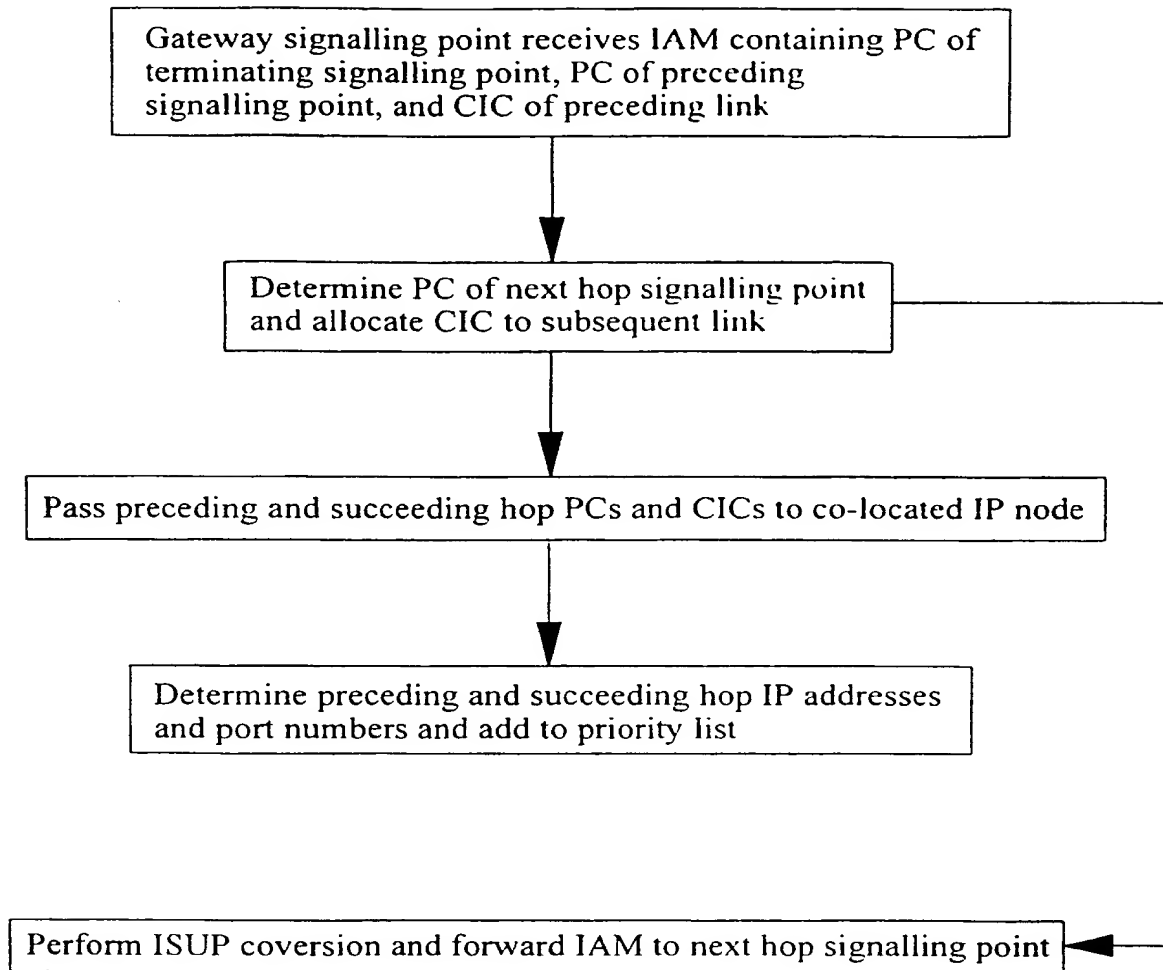 Gateway signalling point receives IAM containing PC of
terminating signalling point, PC of preceding
signalling point, and CIC of preceding link
Determine PC of next hop signalling point
and allocate CIC to subsequent link
Pass preceding and succeeding hop PCs and CICs to co-located IP node
Determine preceding and succeeding hop IP addresses
and port numbers and add to priority list
Perform ISUP coversion and forward IAM to next hop signalling point